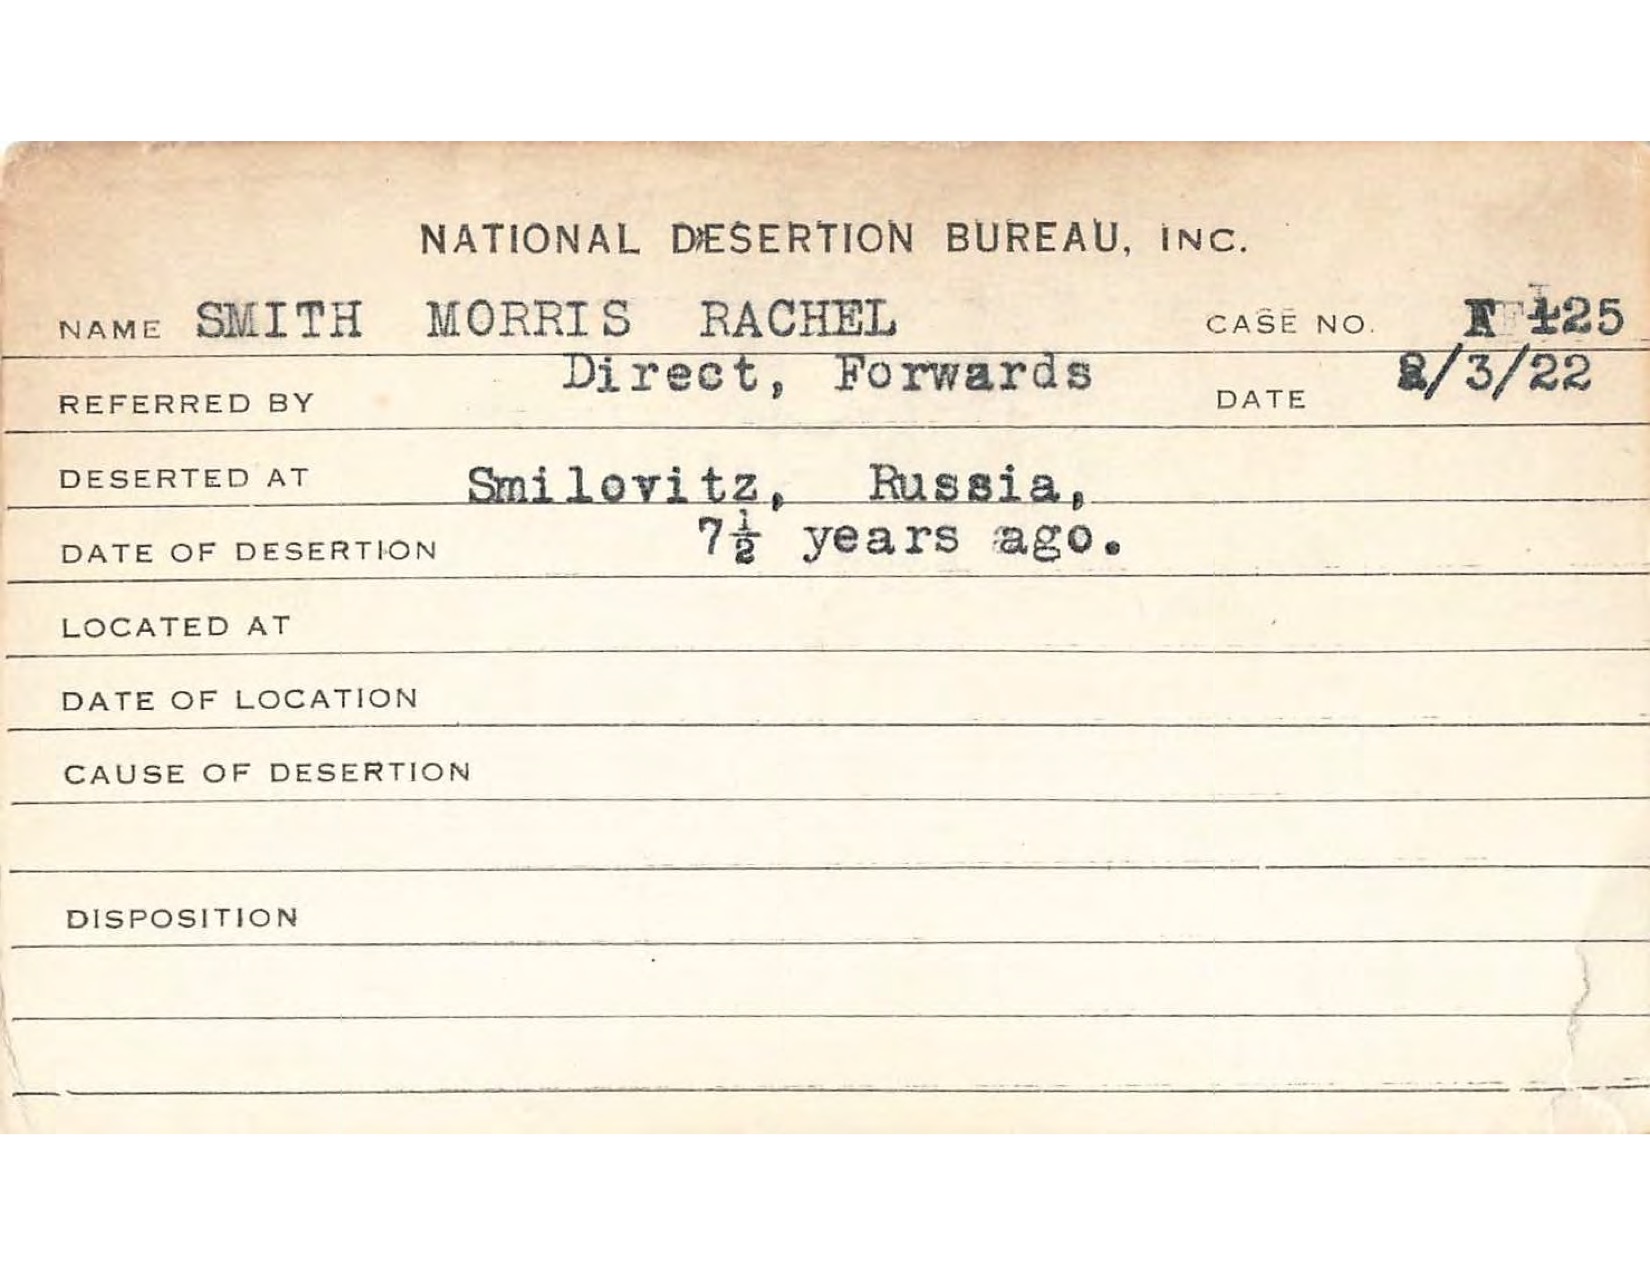 NATIONAL DESERTION BUREAU, INC.
NAME SMITH MORRIS RACHEL CASE NO. 125
REFERRED BY Direct, Forwards DATE 2/3/22
DESERTED AT Smilovitz, Russia,
DATE OF DESERTION 7½ years ago.
LOCATED AT
DATE OF LOCATION
CAUSE OF DESERTION
DISPOSITION